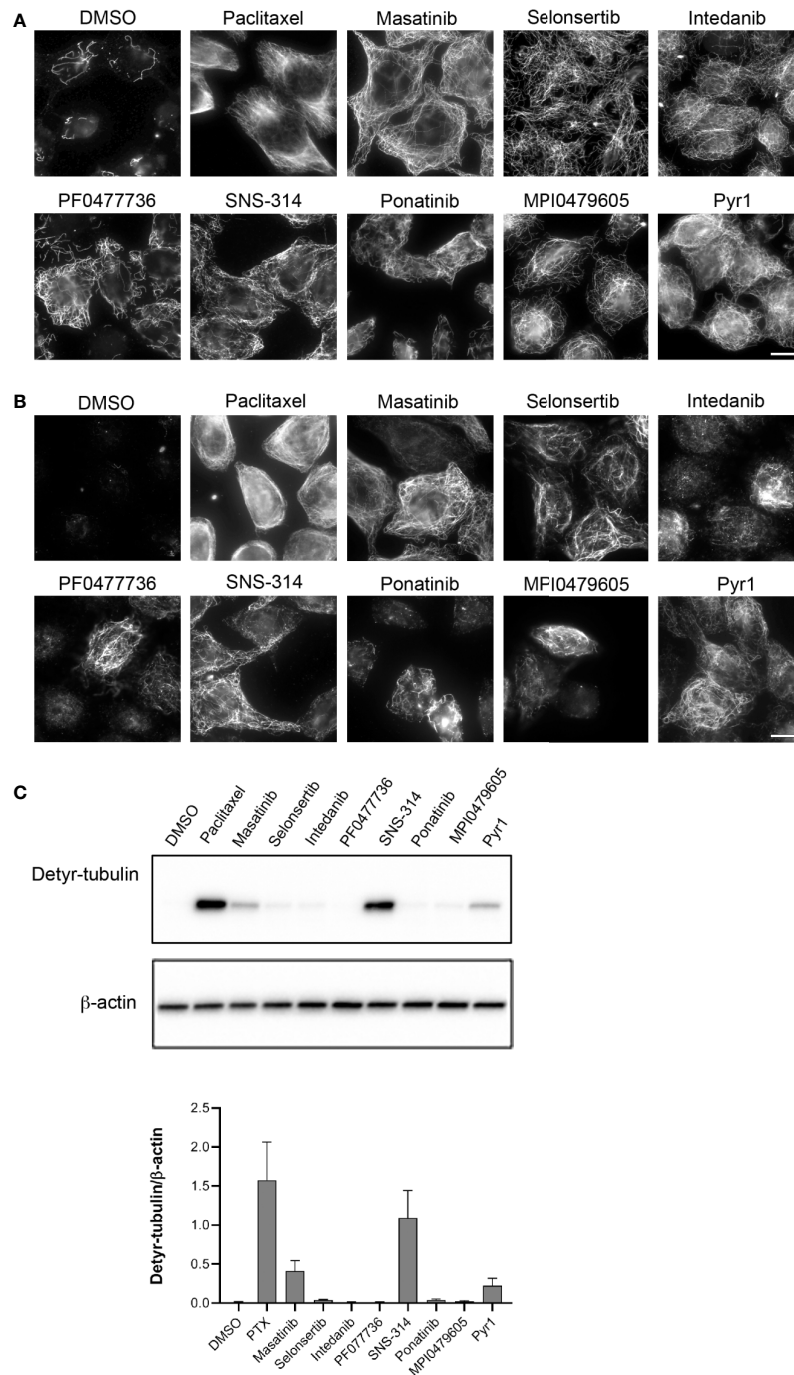 A
DMSO Paclitaxel Masatinib Selonsertib Intedanib
PF0477736 SNS-314 Ponatinib MPI0479605 Pyr1
B
DMSO Paclitaxel Masatinib Selonsertib Intedanib
PF0477736 SNS-314 Ponatinib MPI0479605 Pyr1
C
DMSO Paclitaxel Masatinib Selonsertib Intedanib PF0477736 SNS-314 Ponatinib MPI0479605 Pyr1
Detyr-tubulin
β-actin
Detyr-tubulin/β-actin
2.5
2.0
1.5
1.0
0.5
0.0
DMSO PTX Masatinib Selonsertib Intedanib PF077736 SNS-314 Ponatinib MPI0479605 Pyr1